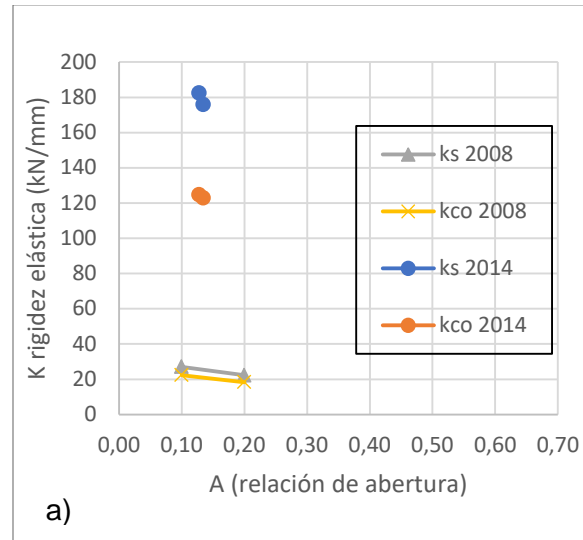 K rigidez elástica (kN/mm)
200
180
160
140
120
100
80
60
40
20
0
0,00 0,10 0,20 0,30 0,40 0,50 0,60 0,70
A (relación de abertura)
ks 2008
kco 2008
ks 2014
kco 2014
a)